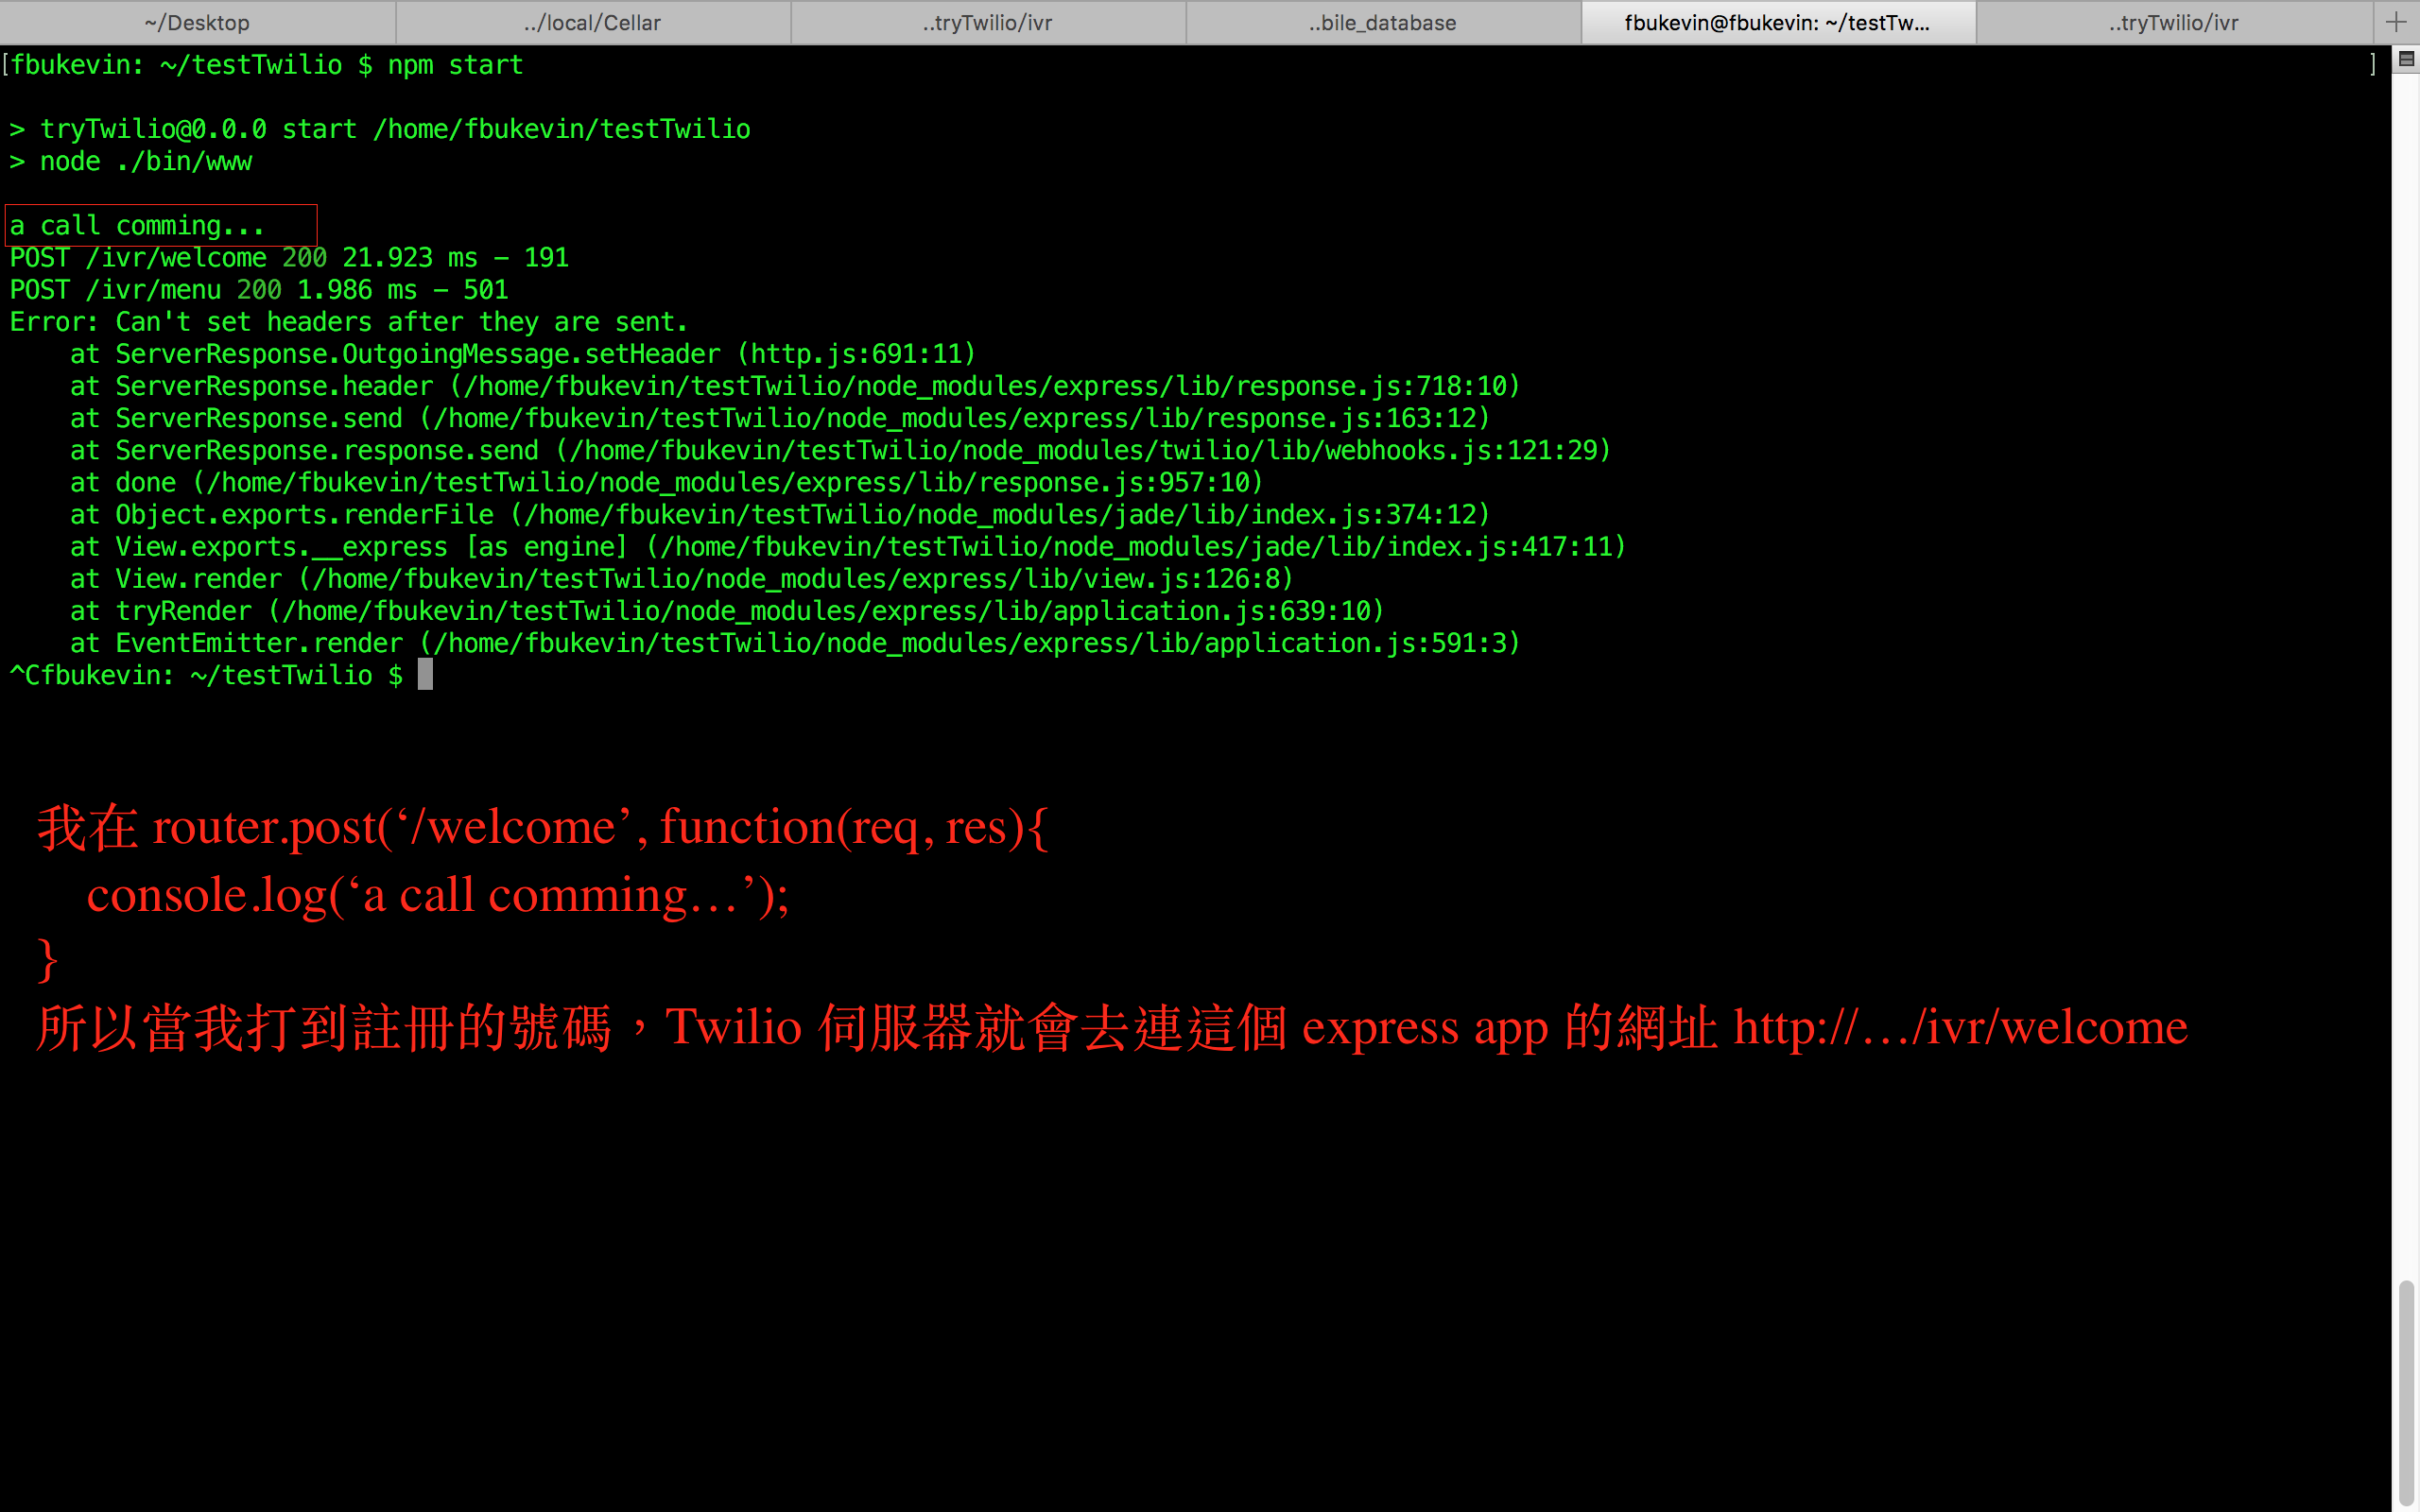 ~/Desktop
../local/Cellar
..tryTwilio/ivr
..bile_database
fbukevin@fbukevin: ~/testTw...
..tryTwilio/ivr
[fbukevin: ~/testTwilio $ npm start ]
> tryTwilio@0.0.0 start /home/fbukevin/testTwilio
> node ./bin/www
a call comming...
POST /ivr/welcome 200 21.923 ms - 191
POST /ivr/menu 200 1.986 ms - 501
Error: Can't set headers after they are sent.
    at ServerResponse.OutgoingMessage.setHeader (http.js:691:11)
    at ServerResponse.header (/home/fbukevin/testTwilio/node_modules/express/lib/response.js:718:10)
    at ServerResponse.send (/home/fbukevin/testTwilio/node_modules/express/lib/response.js:163:12)
    at ServerResponse.response.send (/home/fbukevin/testTwilio/node_modules/twilio/lib/webhooks.js:121:29)
    at done (/home/fbukevin/testTwilio/node_modules/express/lib/response.js:957:10)
    at Object.exports.renderFile (/home/fbukevin/testTwilio/node_modules/jade/lib/index.js:374:12)
    at View.exports.__express [as engine] (/home/fbukevin/testTwilio/node_modules/jade/lib/index.js:417:11)
    at View.render (/home/fbukevin/testTwilio/node_modules/express/lib/view.js:126:8)
    at tryRender (/home/fbukevin/testTwilio/node_modules/express/lib/application.js:639:10)
    at EventEmitter.render (/home/fbukevin/testTwilio/node_modules/express/lib/application.js:591:3)
^Cfbukevin: ~/testTwilio $
我在 router.post(‘/welcome’, function(req, res){
    console.log(‘a call comming…’);
}
所以當我打到註冊的號碼，Twilio 伺服器就會去連這個 express app 的網址 http://…/ivr/welcome